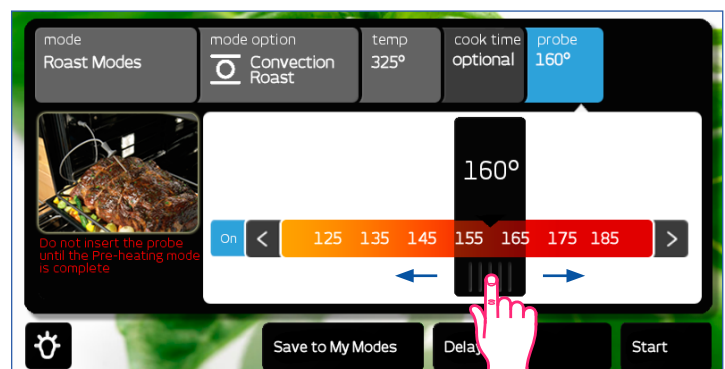 mode
Roast Modes
mode option
Convection
Roast
temp
325°
cook time
optional
probe
160°
160°
On
125 135 145 155 165 175 185
Do not insert the probe
until the Pre-heating mode
is complete
Save to My Modes
Start